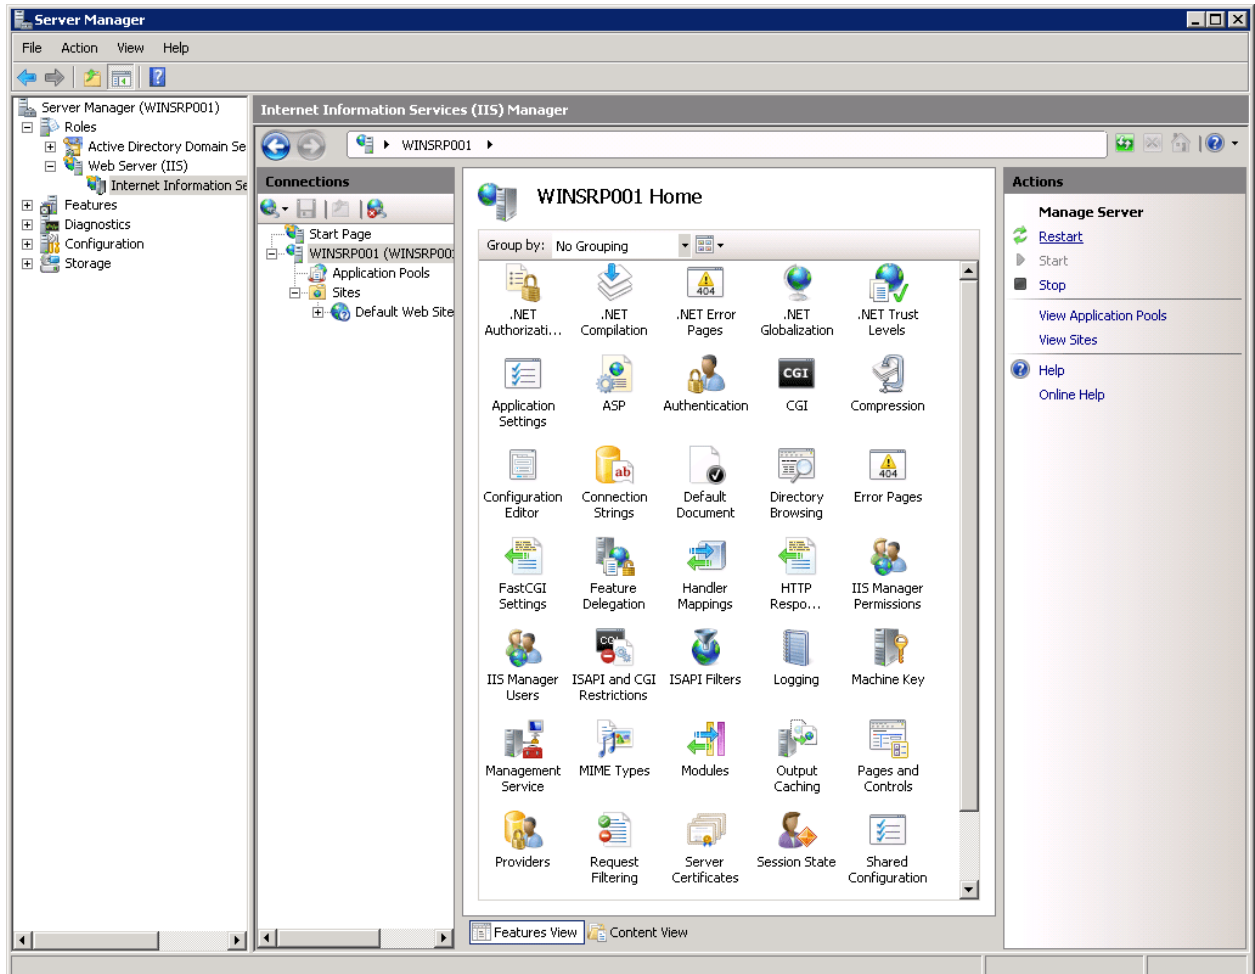 Server Manager
File Action View Help
Server Manager (WINSRP001)
Roles
Active Directory Domain Se
Web Server (IIS)
Internet Information Se
Features
Diagnostics
Configuration
Storage
Internet Information Services (IIS) Manager
WINSRP001
Connections
Start Page
WINSRP001 (WINSRP00
Application Pools
Sites
Default Web Site
WINSRP001 Home
Group by: No Grouping
.NET Authorizati...
.NET Compilation
.NET Error Pages
.NET Globalization
.NET Trust Levels
Application Settings
ASP
Authentication
CGI
CGI
Compression
Configuration Editor
Connection Strings
Default Document
Directory Browsing
Error Pages
404
404
ab
FastCGI Settings
Feature Delegation
Handler Mappings
HTTP Respo...
IIS Manager Permissions
IIS Manager Users
ISAPI and CGI Restrictions
ISAPI Filters
Logging
Machine Key
Management Service
MIME Types
Modules
Output Caching
Pages and Controls
Providers
Request Filtering
Server Certificates
Session State
Shared Configuration
Features View
Content View
Actions
Manage Server
Restart
Start
Stop
View Application Pools
View Sites
Help
Online Help